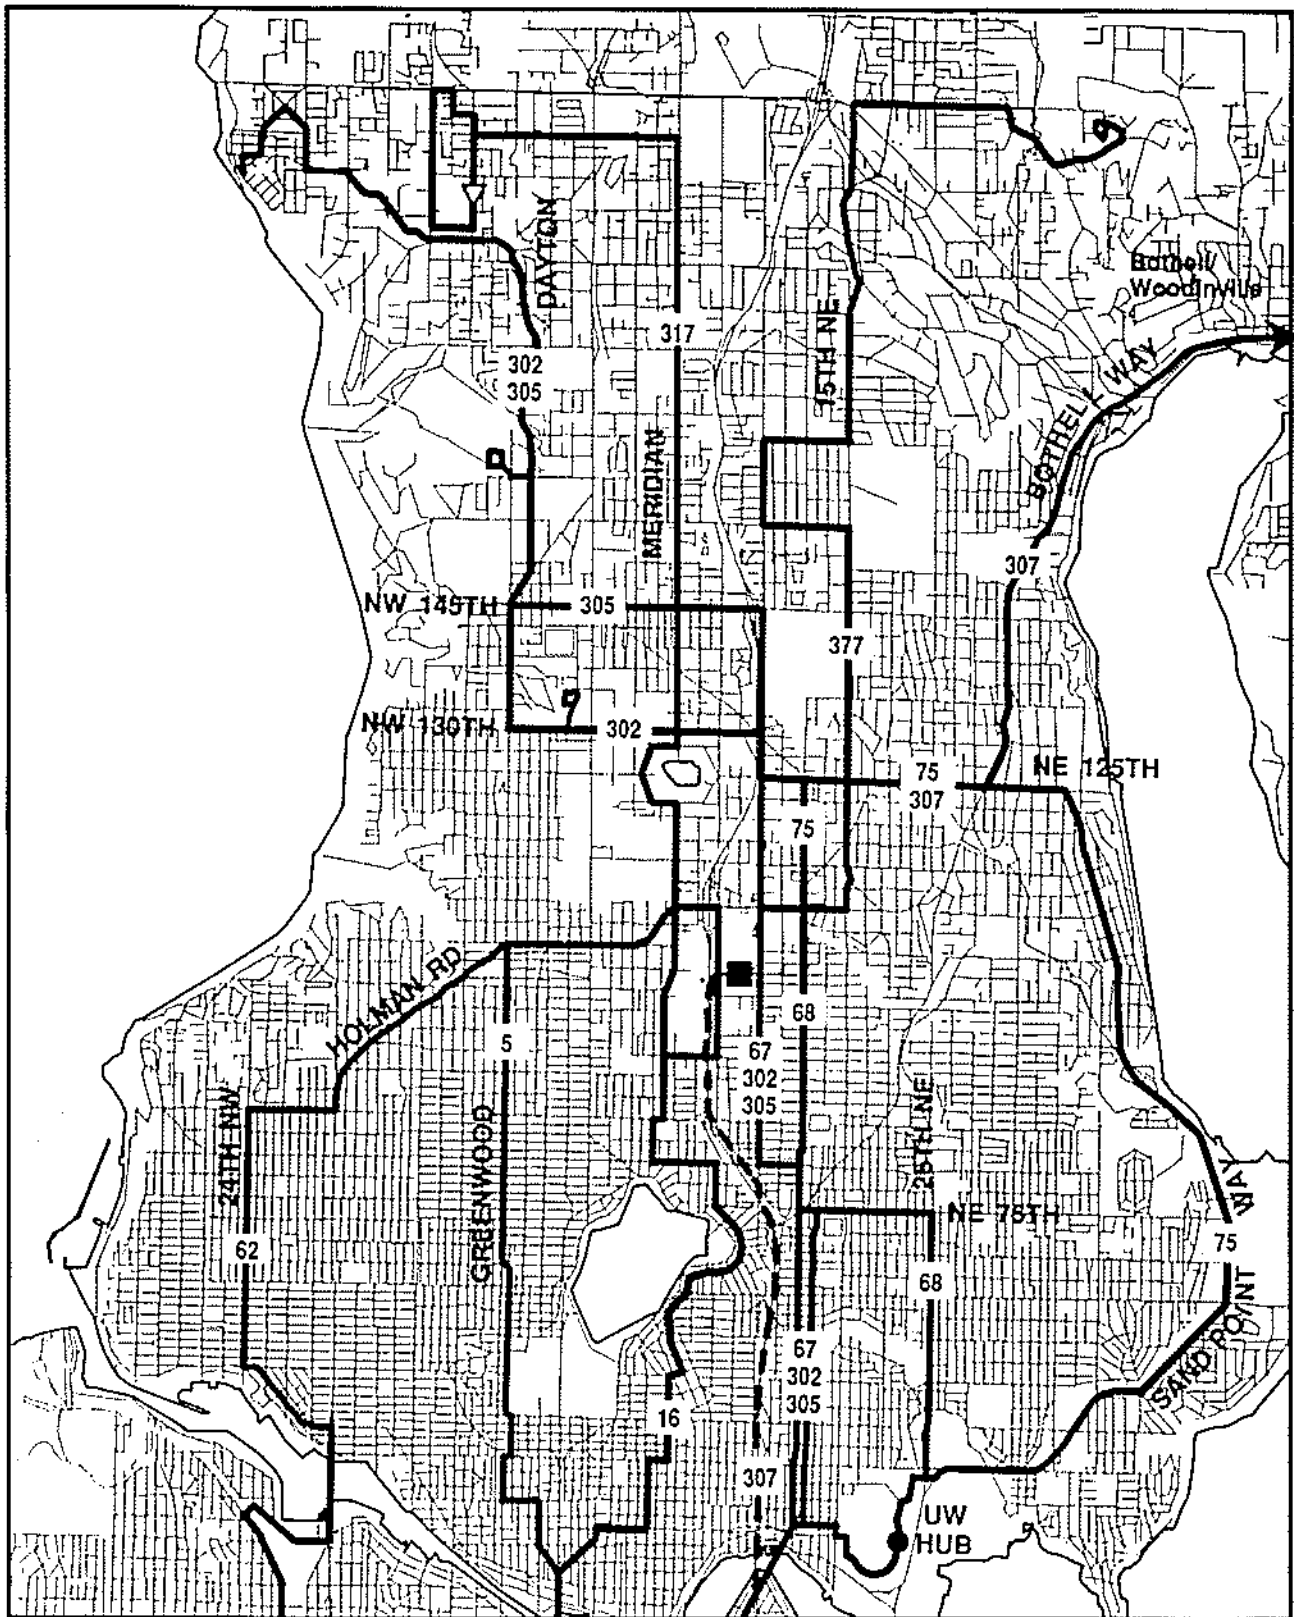 DAYTON
Bothell/
Woodinville
317
15TH NE
302
305
BOTHELL WAY
MERIDIAN
307
NW 145TH
305
377
NW 130TH
302
75
307
NE 125TH
75
HOLMAN RD
5
68
67
302
305
24TH NW
GREENWOOD
25TH NE
NE 75TH
WAY
62
68
75
SAND POINT
67
302
305
16
307
UW
HUB